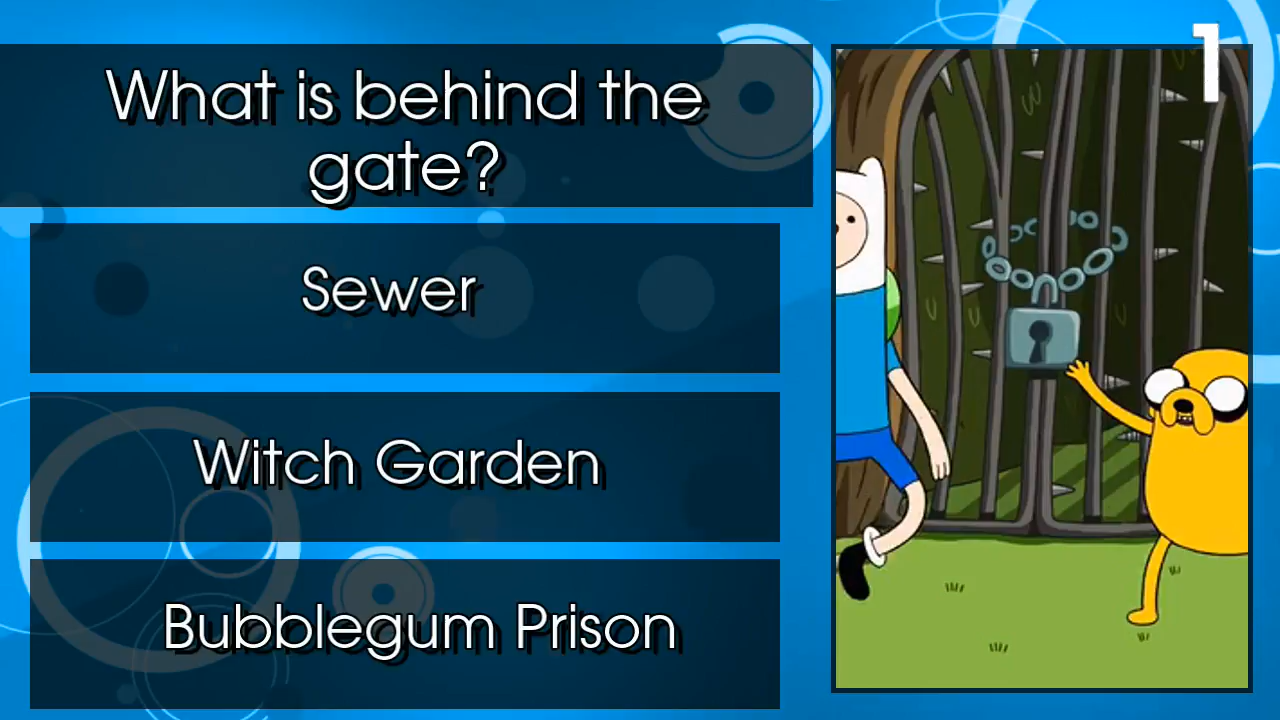 What is behind the
gate?
1
Sewer
Witch Garden
Bubblegum Prison